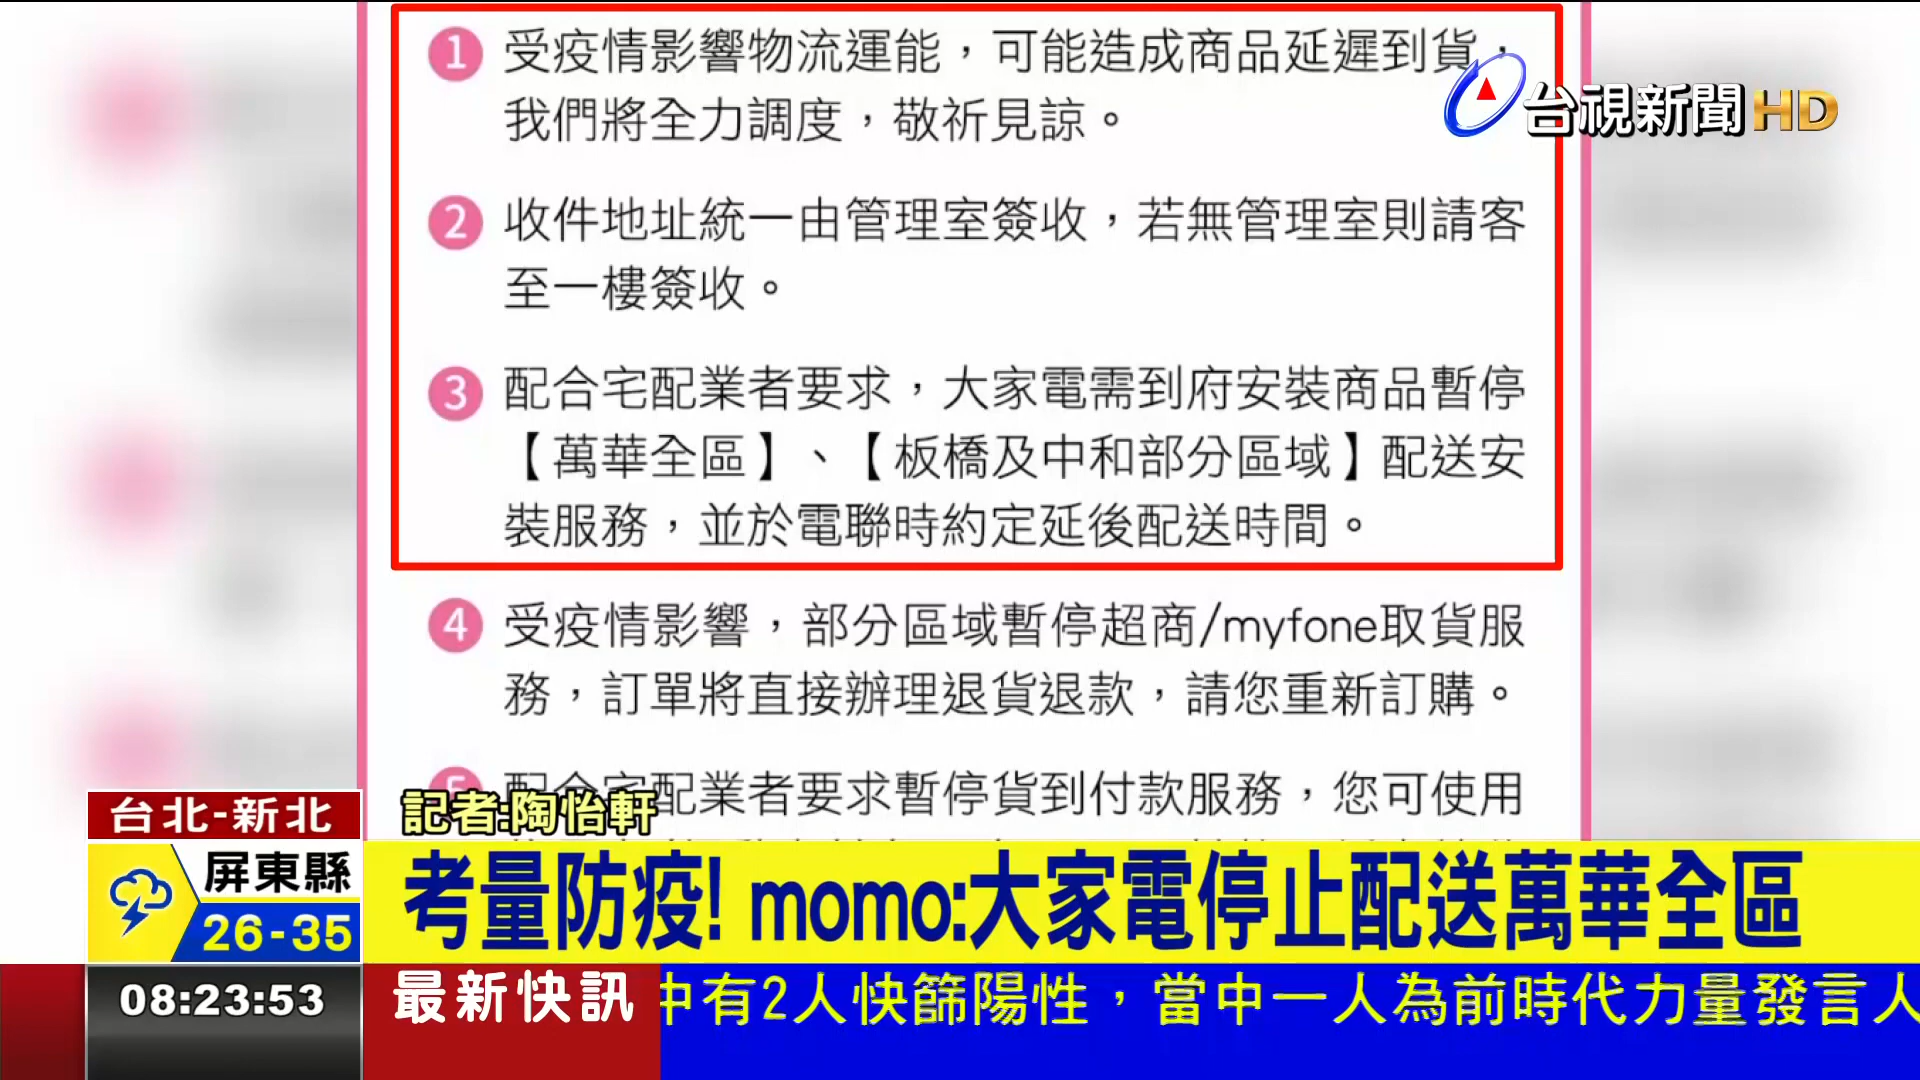 1 受疫情影響物流運能，可能造成商品延遲到貨，
我們將全力調度，敬祈見諒。
台視新聞HD
2 收件地址統一由管理室簽收，若無管理室則請客
至一樓簽收。
3 配合宅配業者要求，大家電需到府安裝商品暫停
【萬華全區】、【板橋及中和部分區域】配送安
裝服務，並於電聯時約定延後配送時間。
4 受疫情影響，部分區域暫停超商/myfone取貨服
務，訂單將直接辦理退貨退款，請您重新訂購。
5 配合宅配業者要求暫停貨到付款服務，您可使用
記者:陶怡軒
台北-新北
屏東縣
26-35
考量防疫! momo:大家電停止配送萬華全區
08:23:53
最新快訊
中有2人快篩陽性，當中一人為前時代力量發言人